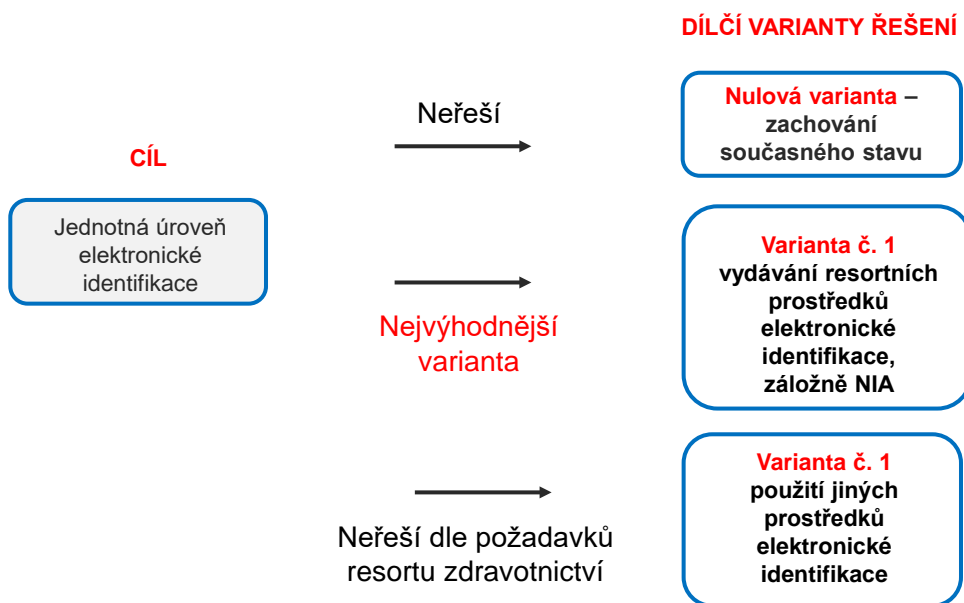 DÍLČÍ VARIANTY ŘEŠENÍ
CÍL
Jednotná úroveň
elektronické
identifikace
Neřeší
Nulová varianta –
zachování
současného stavu
Nejvýhodnější
varianta
Varianta č. 1
vydávání resortních
prostředků
elektronické
identifikace,
záložně NIA
Neřeší dle požadavků
resortu zdravotnictví
Varianta č. 1
použití jiných
prostředků
elektronické
identifikace